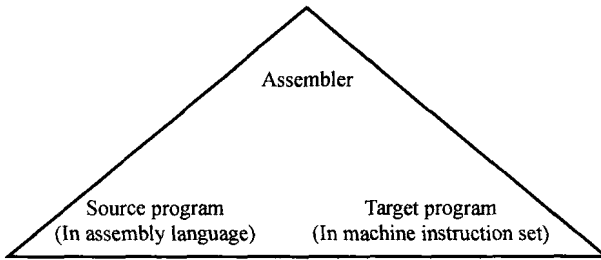 Assembler
Source program
(In assembly language)
Target program
(In machine instruction set)